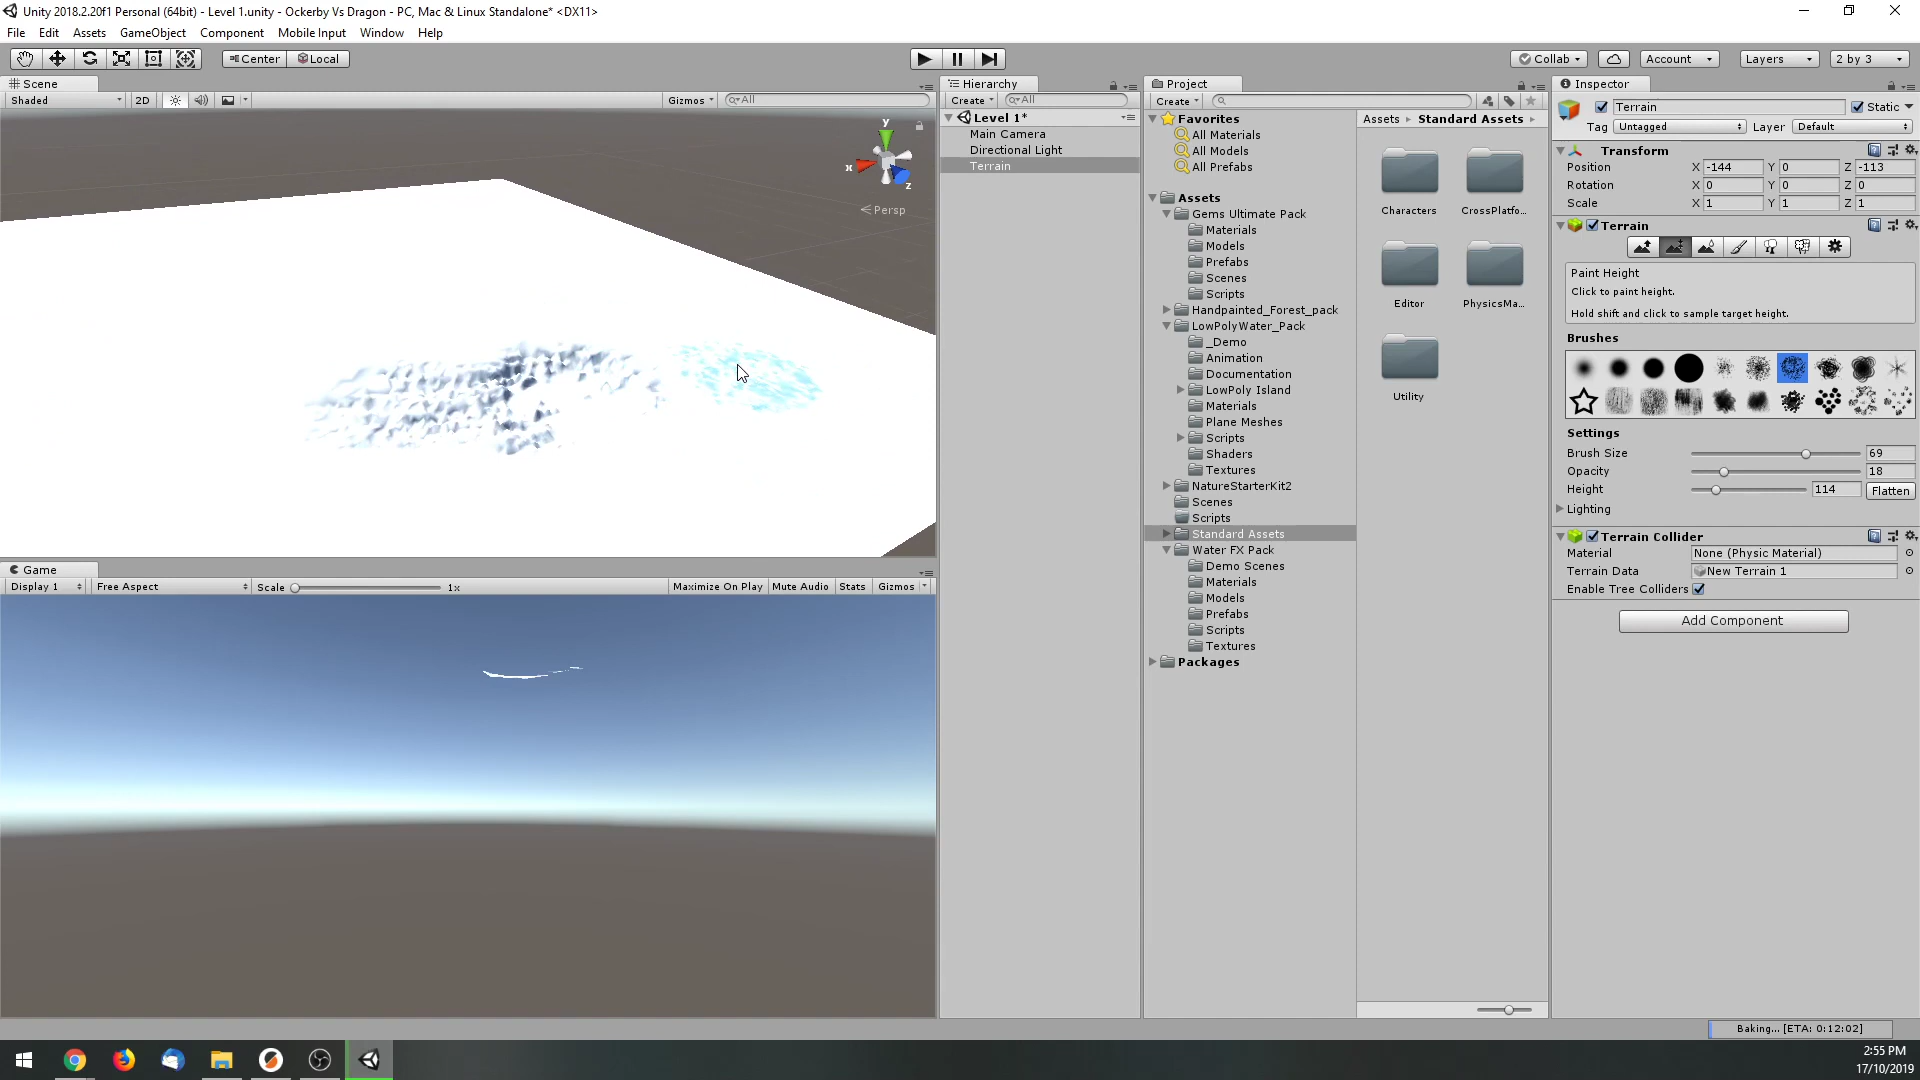 Unity 2018.2.20f1 Personal (64bit) - Level 1.unity - Ockerby Vs Dragon - PC, Mac & Linux Standalone* <DX11>
File Edit Assets GameObject Component Mobile Input Window Help
Center Local
Collab Account Layers 2 by 3
Scene
Shaded 2D Gizmos All
y
x
z
Persp
Game
Display 1 Free Aspect Scale 1x Maximize On Play Mute Audio Stats Gizmos
Hierarchy
Create All
Level 1*
Main Camera
Directional Light
Terrain
Project
Create
Favorites
All Materials
All Models
All Prefabs
Assets
Gems Ultimate Pack
Materials
Models
Prefabs
Scenes
Scripts
Handpainted_Forest_pack
LowPolyWater_Pack
_Demo
Animation
Documentation
LowPoly Island
Materials
Plane Meshes
Scripts
Shaders
Textures
NatureStarterKit2
Scenes
Scripts
Standard Assets
Water FX Pack
Demo Scenes
Materials
Models
Prefabs
Scripts
Textures
Packages
Assets Standard Assets
Characters CrossPlatfo...
Editor PhysicsMa...
Utility
Inspector
Terrain Static
Tag Untagged Layer Default
Transform
Position X -144 Y 0 Z -113
Rotation X 0 Y 0 Z 0
Scale X 1 Y 1 Z 1
Terrain
Paint Height
Click to paint height.
Hold shift and click to sample target height.
Brushes
Settings
Brush Size 69
Opacity 18
Height 114 Flatten
Lighting
Terrain Collider
Material None (Physic Material)
Terrain Data New Terrain 1
Enable Tree Colliders
Add Component
Baking... [ETA: 0:12:02]
2:55 PM
17/10/2019